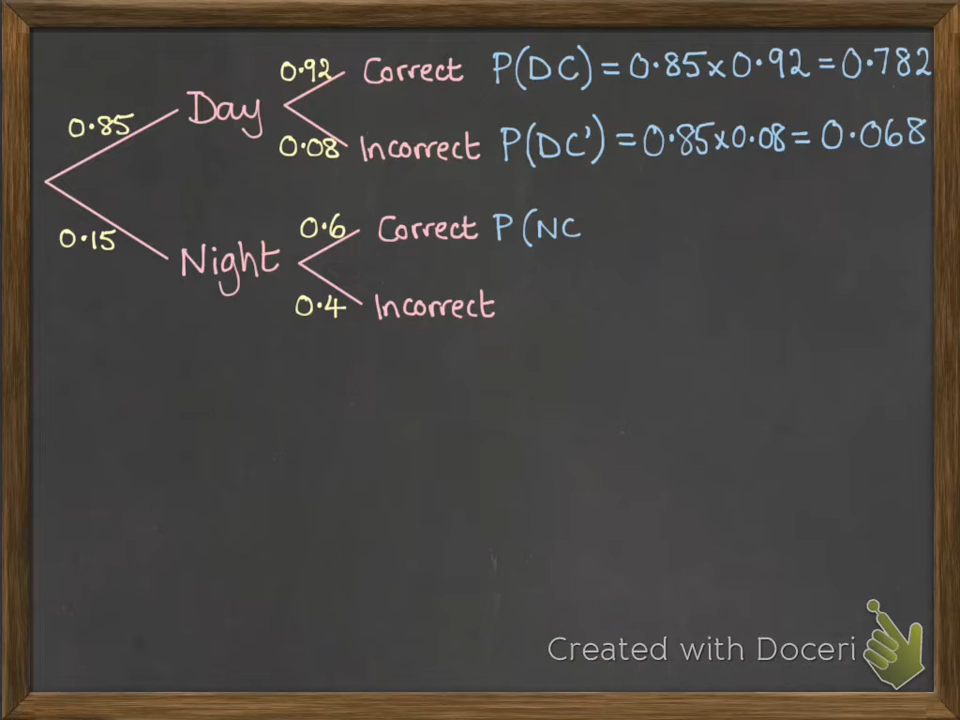 0.92 Correct P(DC) = 0.85 x 0.92 = 0.782
0.85 Day
0.08 Incorrect P(DC') = 0.85 x 0.08 = 0.068
0.6 Correct P(NC
0.15 Night
0.4 Incorrect
Created with Doceri